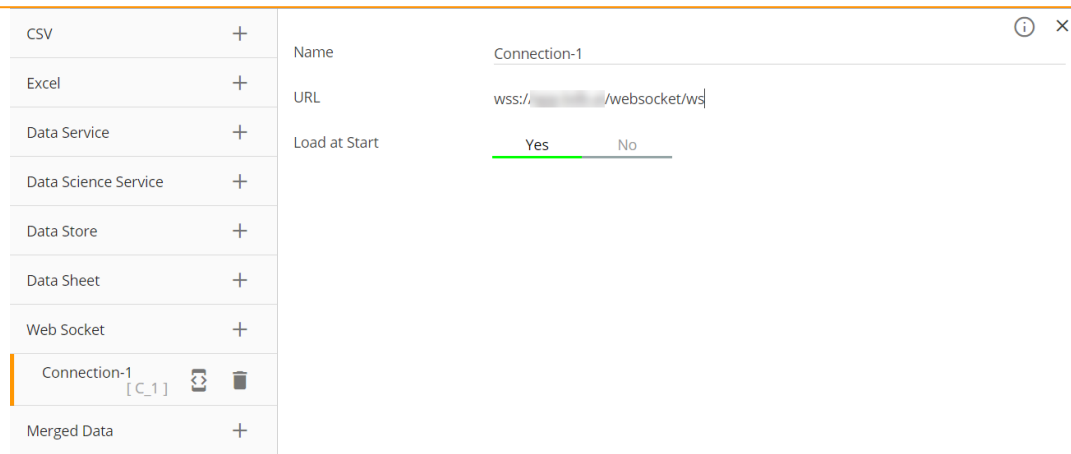 CSV
Excel
Data Service
Data Science Service
Data Store
Data Sheet
Web Socket
Connection-1
[ C_1 ]
Merged Data
Name
Connection-1
URL
wss:// /websocket/ws
Load at Start
Yes
No